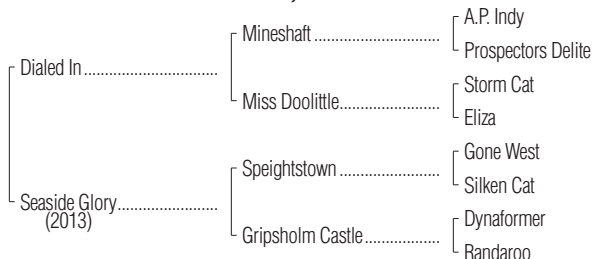 A.P. Indy
Mineshaft ..................................
Prospectors Delite
Dialed In....................................
Storm Cat
Miss Doolittle...........................
Eliza
Gone West
Speightstown ...........................
Silken Cat
Seaside Glory...........................
(2013)
Dynaformer
Gripsholm Castle....................
Randaroo